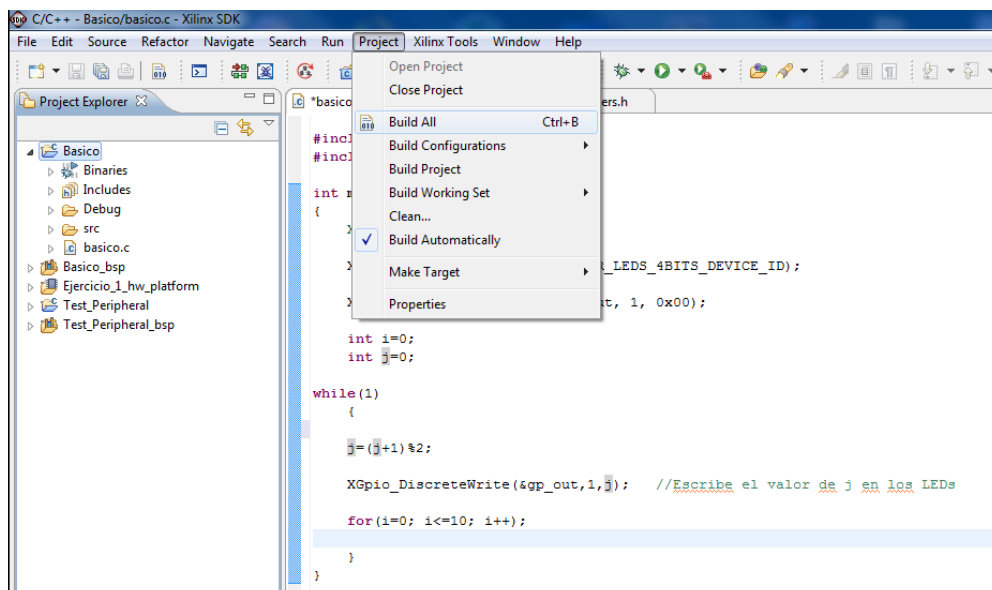 C/C++ - Basico/basico.c - Xilinx SDK
File Edit Source Refactor Navigate Search Run Project Xilinx Tools Window Help
Open Project
Close Project
Build All Ctrl+B
Build Configurations
Build Project
Build Working Set
Clean...
Build Automatically
Make Target
Properties
Project Explorer
Basico
Binaries
Includes
Debug
src
basico.c
Basico_bsp
Ejercicio_1_hw_platform
Test_Peripheral
Test_Peripheral_bsp
*basico
ers.h
#incl
#incl
int m
{
X
X R_LEDS_4BITS_DEVICE_ID);
X ut, 1, 0x00);
int i=0;
int j=0;
while(1)
{
j=(j+1)%2;
XGpio_DiscreteWrite(&gp_out,1,j); //Escribe el valor de j en los LEDs
for(i=0; i<=10; i++);
}
}